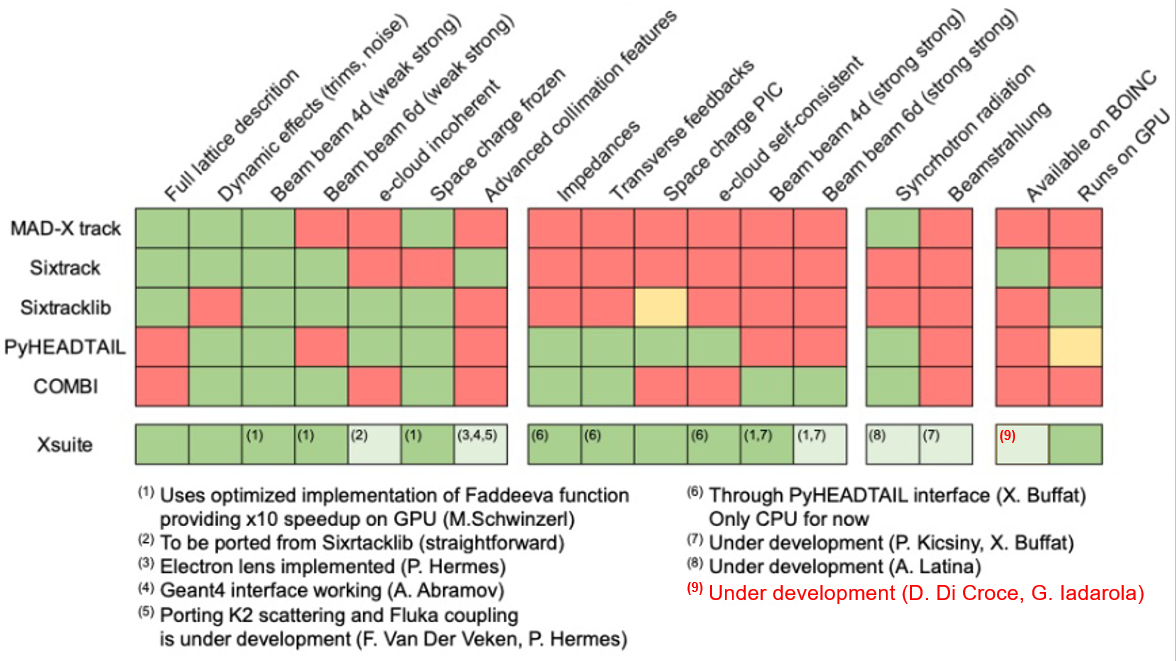 Full lattice descrition
Dynamic effects (trims, noise)
Beam beam 4d (weak strong)
Beam beam 6d (weak strong)
e-cloud incoherent
Space charge frozen
Advanced collimation features
Impedances
Transverse feedbacks
Space charge PIC
e-cloud self-consistent
Beam beam 4d (strong strong)
Beam beam 6d (strong strong)
Syncrhotron radiation
Beamstrahlung
Available on BOINC
Runs on GPU
MAD-X track
Sixtrack
Sixtracklib
PyHEADTAIL
COMBI
Xsuite (1) (1) (2) (1) (3,4,5) (6) (6) (6) (1,7) (1,7) (8) (7) (9)
(1) Uses optimized implementation of Faddeeva function
providing x10 speedup on GPU (M.Schwinzerl)
(2) To be ported from Sixrtacklib (straightforward)
(3) Electron lens implemented (P. Hermes)
(4) Geant4 interface working (A. Abramov)
(5) Porting K2 scattering and Fluka coupling
is under development (F. Van Der Veken, P. Hermes)
(6) Through PyHEADTAIL interface (X. Buffat)
Only CPU for now
(7) Under development (P. Kicsiny, X. Buffat)
(8) Under development (A. Latina)
(9) Under development (D. Di Croce, G. Iadarola)